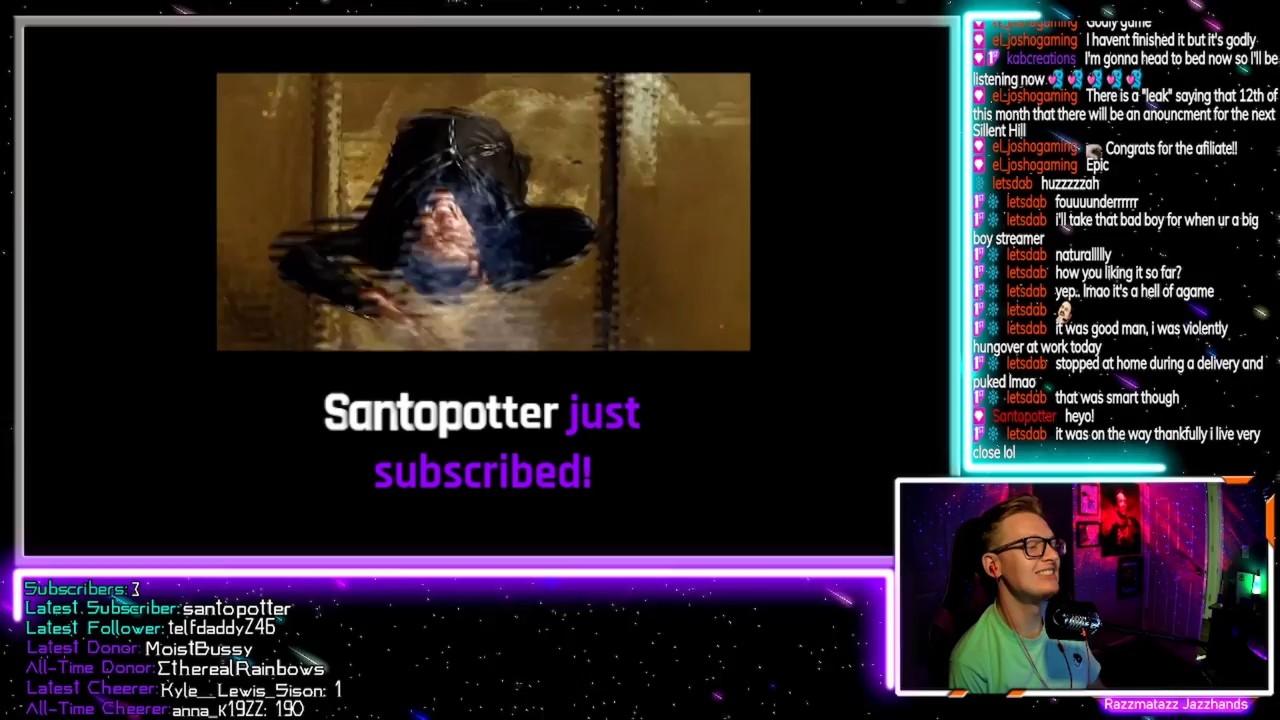 el_joshogaming Godly game
el_joshogaming I havent finished it but it's godly
kabcreations I'm gonna head to bed now so I'll be
listening now
el_joshogaming There is a "leak" saying that 12th of
this month that there will be an anouncment for the next
Sillent Hill
el_joshogaming Congrats for the afiliate!!
el_joshogaming Epic
letsdab huzzzzzah
letsdab fouuuunderrrrrr
letsdab i'll take that bad boy for when ur a big
boy streamer
letsdab naturallllly
letsdab how you liking it so far?
letsdab yep.. lmao it's a hell of agame
letsdab
letsdab it was good man, i was violently
hungover at work today
letsdab stopped at home during a delivery and
puked lmao
letsdab that was smart though
Santopotter heyo!
letsdab it was on the way thankfully i live very
close lol
Santopotter just
subscribed!
Subscribers: 3
Latest Subscriber: santopotter
Latest Follower: telfdaddy246
Latest Donor: MoistBussy
All-Time Donor: EtherealRainbows
Latest Cheerer: Kyle_Lewis_Sison: 1
All-Time Cheerer: anna_k1922: 190
Razzmatazz Jazzhands